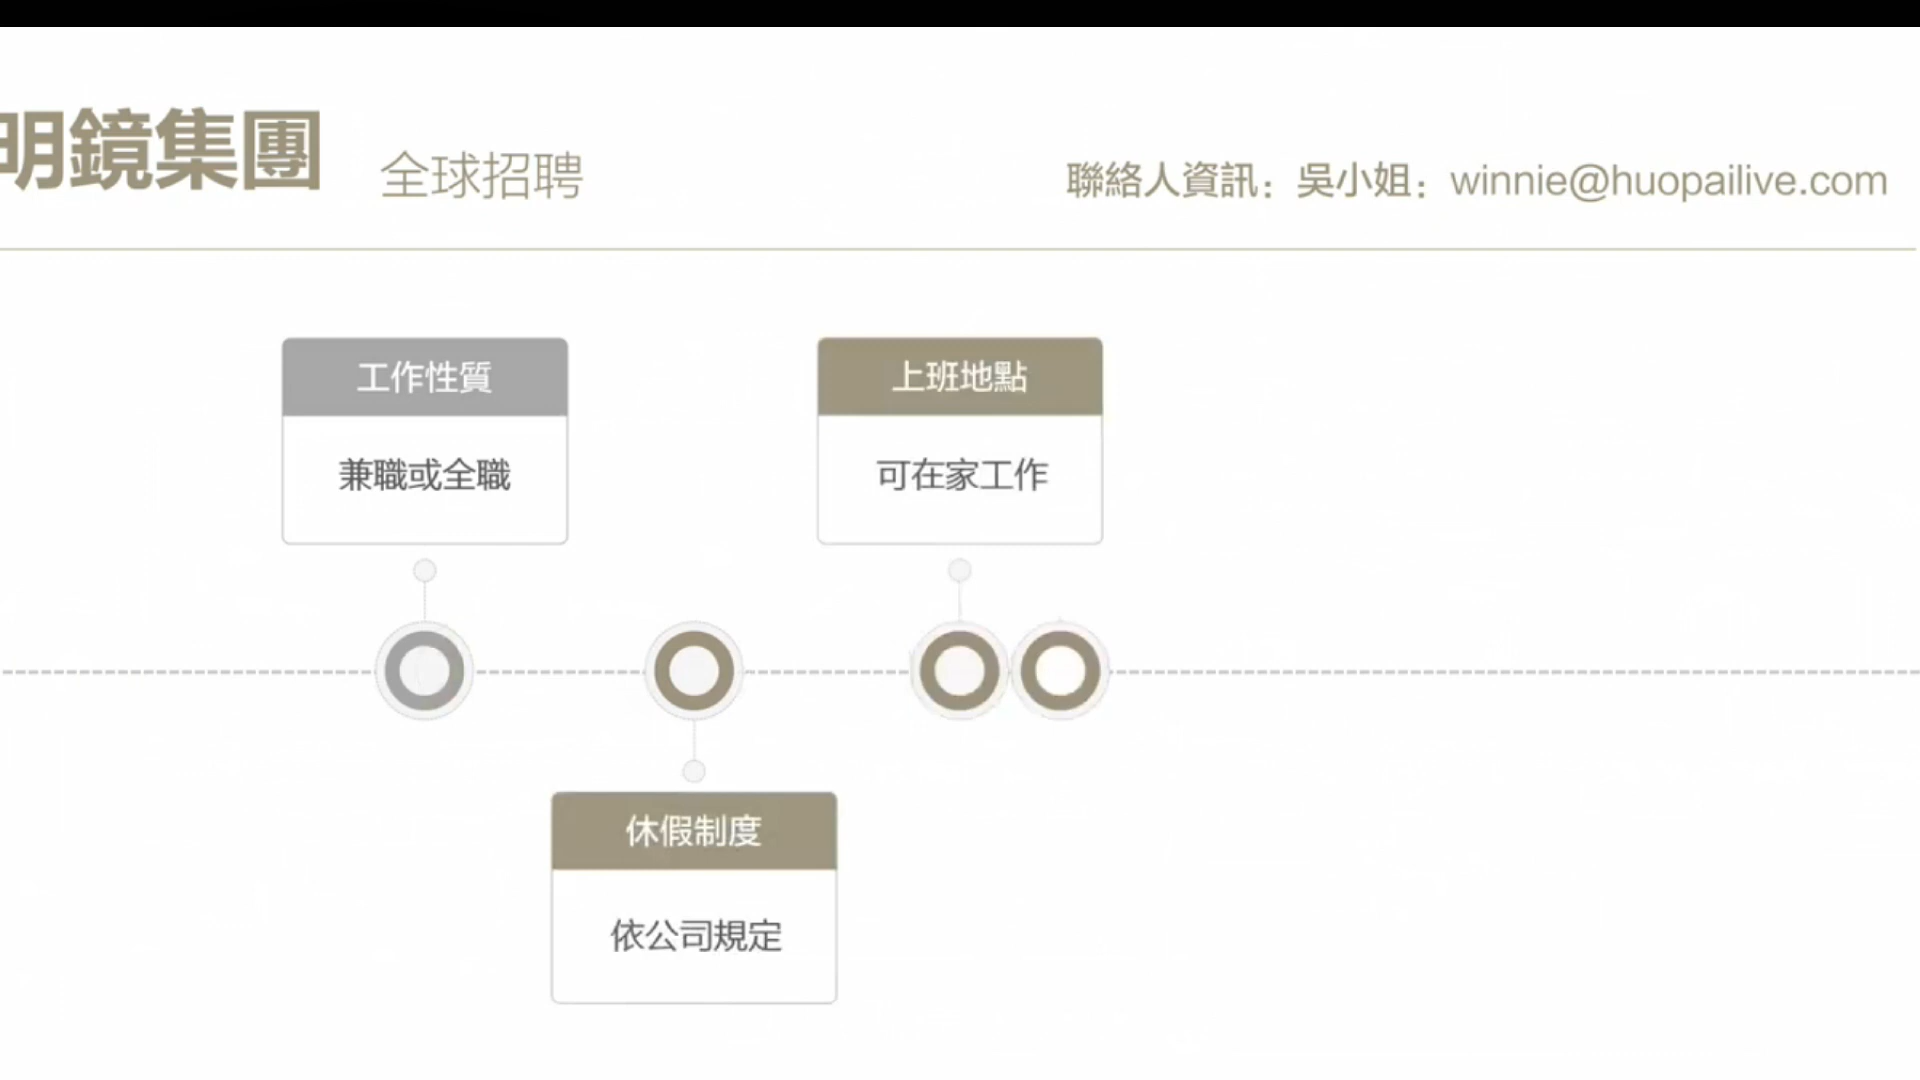 明鏡集團
全球招聘
聯絡人資訊：吳小姐：winnie@huopailive.com
工作性質
兼職或全職
上班地點
可在家工作
休假制度
依公司規定